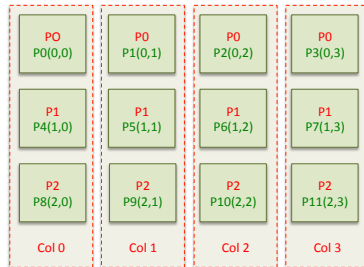 PO P0 P0 P0
P0(0,0) P1(0,1) P2(0,2) P3(0,3)
P1 P1 P1 P1
P4(1,0) P5(1,1) P6(1,2) P7(1,3)
P2 P2 P2 P2
P8(2,0) P9(2,1) P10(2,2) P11(2,3)
Col 0 Col 1 Col 2 Col 3